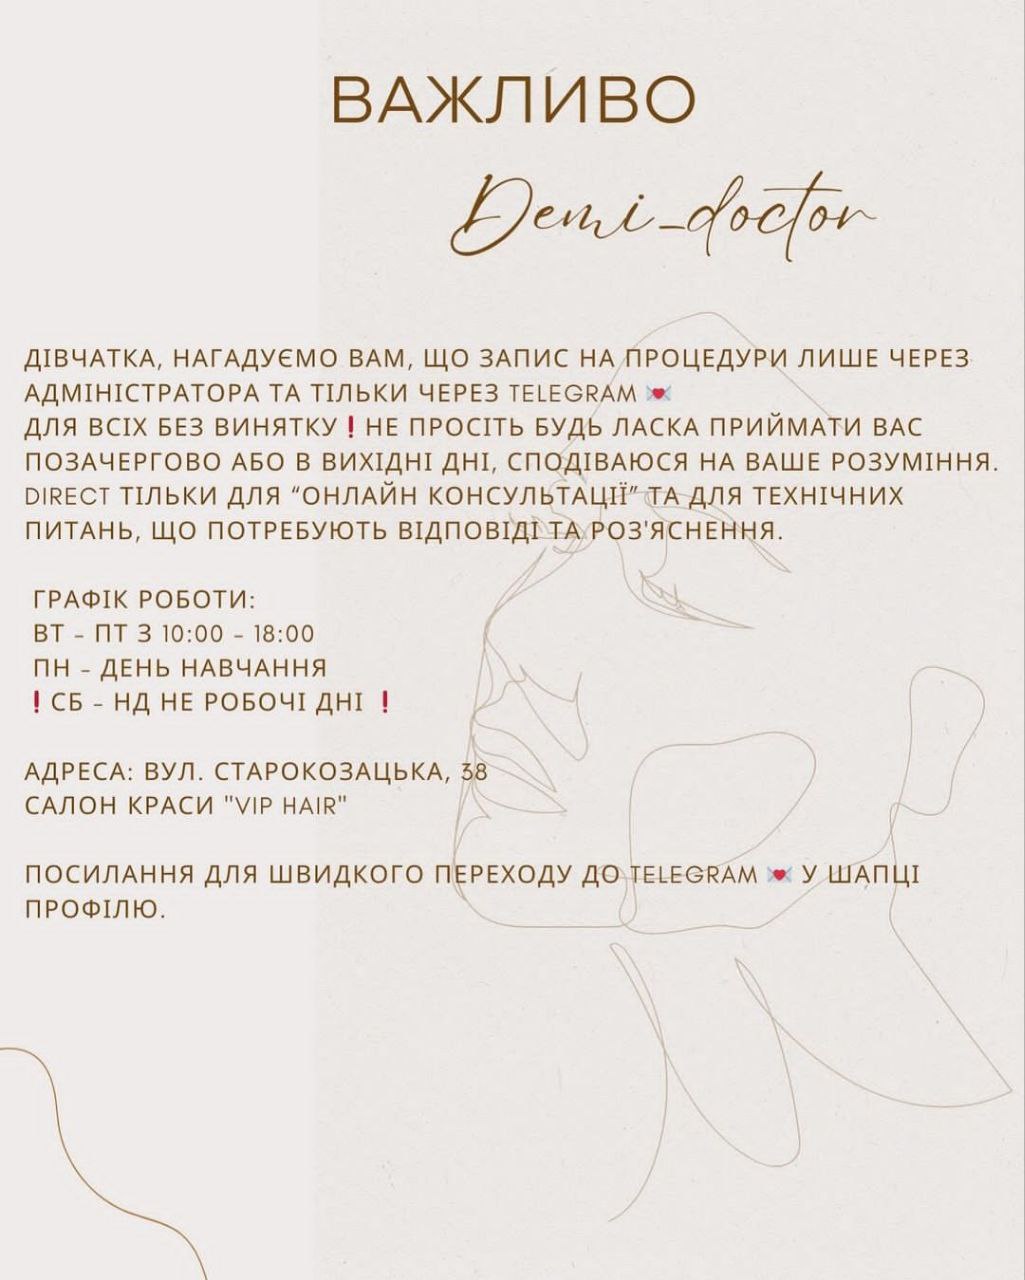 ВАЖЛИВО
Demi_doctor
ДІВЧАТКА, НАГАДУЄМО ВАМ, ЩО ЗАПИС НА ПРОЦЕДУРИ ЛИШЕ ЧЕРЕЗ
АДМІНІСТРАТОРА ТА ТІЛЬКИ ЧЕРЕЗ TELEGRAM 💌
ДЛЯ ВСІХ БЕЗ ВИНЯТКУ❗НЕ ПРОСІТЬ БУДЬ ЛАСКА ПРИЙМАТИ ВАС
ПОЗАЧЕРГОВО АБО В ВИХІДНІ ДНІ, СПОДІВАЮСЯ НА ВАШЕ РОЗУМІННЯ.
DIRECT ТІЛЬКИ ДЛЯ “ОНЛАЙН КОНСУЛЬТАЦІЇ” ТА ДЛЯ ТЕХНІЧНИХ
ПИТАНЬ, ЩО ПОТРЕБУЮТЬ ВІДПОВІДІ ТА РОЗ'ЯСНЕННЯ.
ГРАФІК РОБОТИ:
ВТ – ПТ З 10:00 – 18:00
ПН – ДЕНЬ НАВЧАННЯ
❗СБ – НД НЕ РОБОЧІ ДНІ ❗
АДРЕСА: ВУЛ. СТАРОКОЗАЦЬКА, 38
САЛОН КРАСИ "VIP HAIR"
ПОСИЛАННЯ ДЛЯ ШВИДКОГО ПЕРЕХОДУ ДО TELEGRAM 💌 У ШАПЦІ
ПРОФІЛЮ.